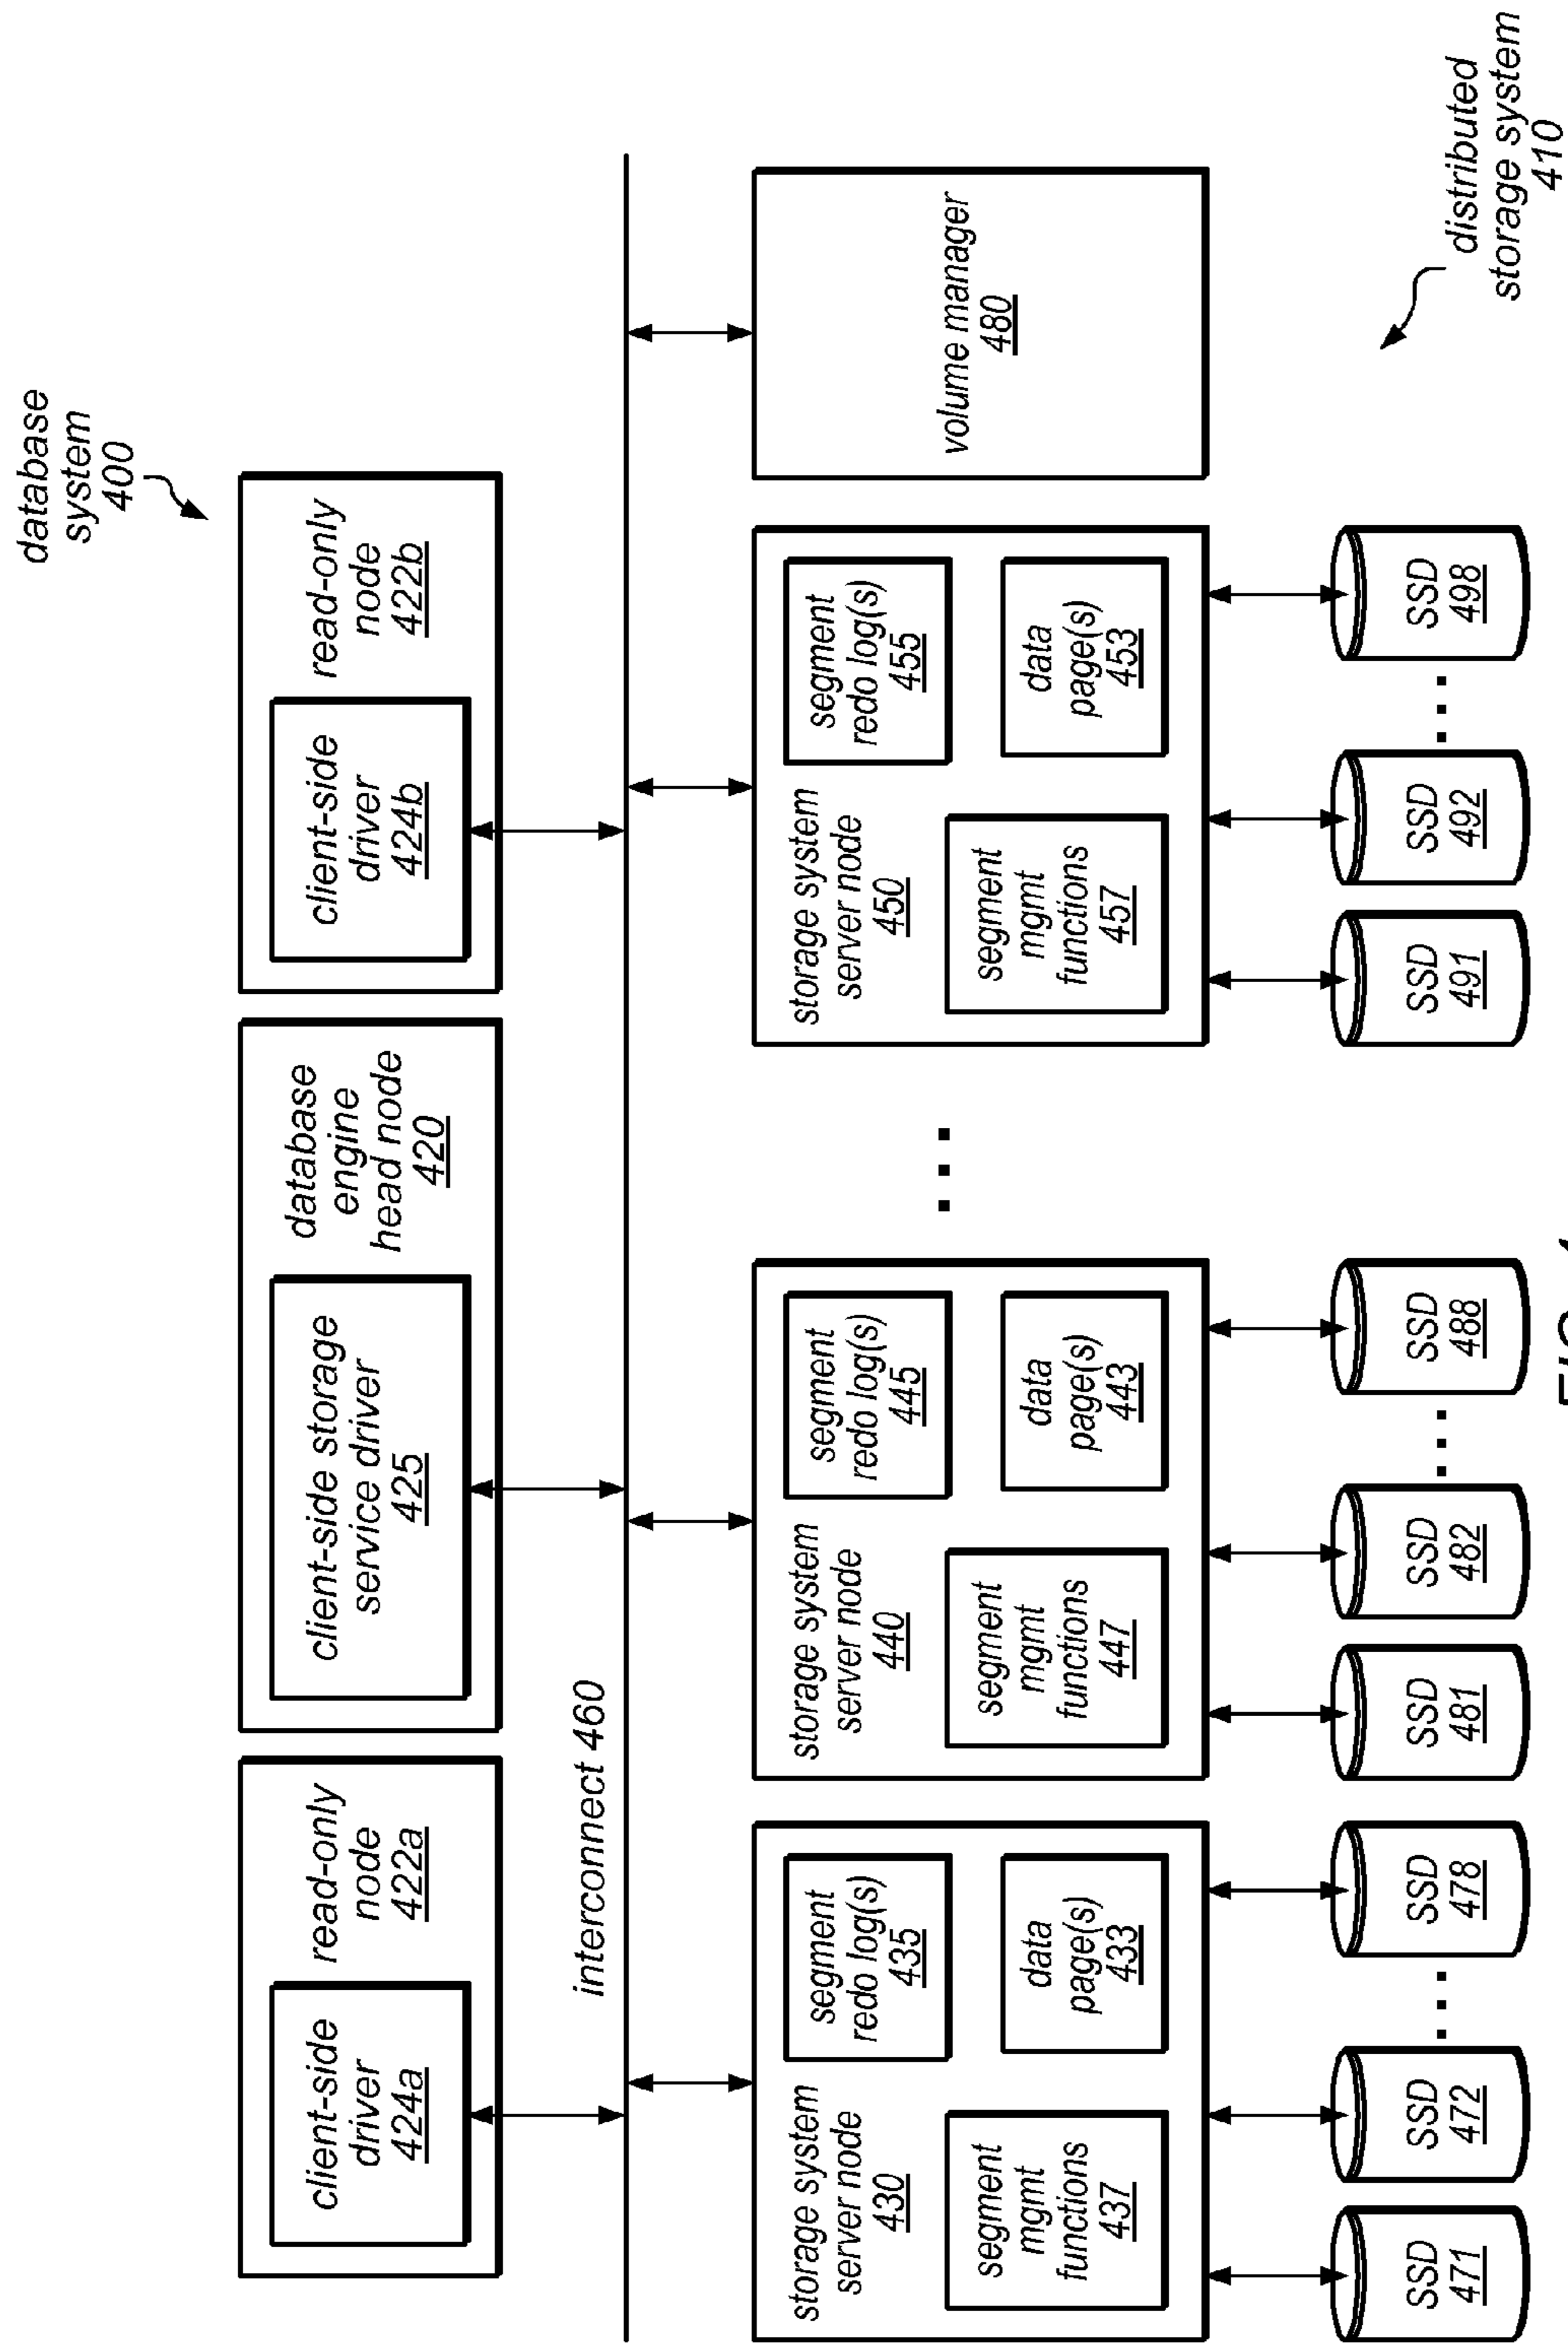 database
system
400
read-only
node
422a
client-side
driver
424a
database
engine
head node
420
client-side storage
service driver
425
read-only
node
422b
client-side
driver
424b
interconnect 460
storage system
server node
430
segment
redo log(s)
435
segment
mgmt
functions
437
data
page(s)
433
storage system
server node
440
segment
redo log(s)
445
segment
mgmt
functions
447
data
page(s)
443
...
storage system
server node
450
segment
redo log(s)
455
segment
mgmt
functions
457
data
page(s)
453
volume manager
480
SSD
471
SSD
472
...
SSD
478
SSD
481
SSD
482
...
SSD
488
SSD
491
SSD
492
...
SSD
498
distributed
storage system
410
FIG.